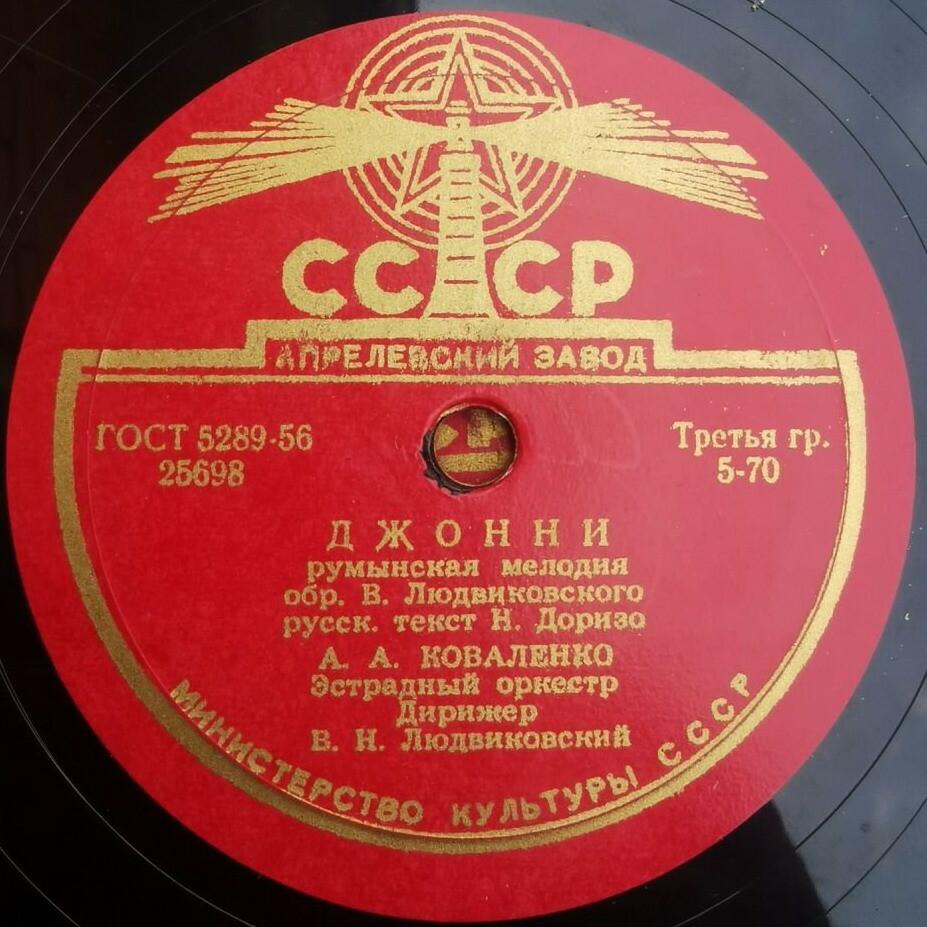 СССР
АПРЕЛЕВСКИЙ ЗАВОД
ГОСТ 5289-56
25698
Третья гр.
5-70
ДЖОННИ
румынская мелодия
обр. В. Людвиковского
русск. текст Н. Доризо
А. А. КОВАЛЕНКО
Эстрадный оркестр
Дирижер
В. Н. Людвиковский
МИНИСТЕРСТВО КУЛЬТУРЫ СССР